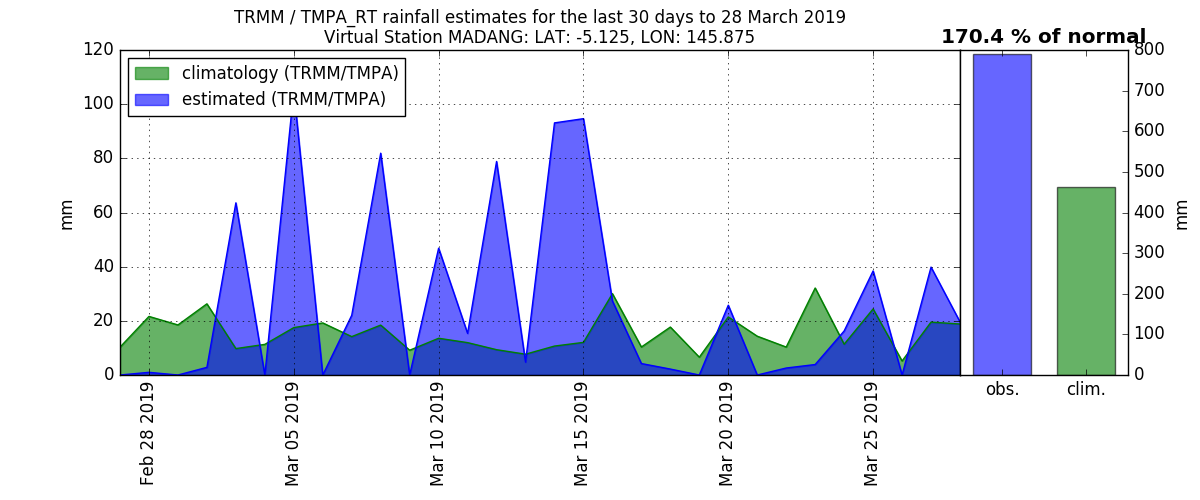 TRMM / TMPA_RT rainfall estimates for the last 30 days to 28 March 2019
Virtual Station MADANG: LAT: -5.125, LON: 145.875
170.4 % of normal
climatology (TRMM/TMPA)
estimated (TRMM/TMPA)
120
100
80
60
40
20
0
mm
800
700
600
500
400
300
200
100
0
mm
Feb 28 2019
Mar 05 2019
Mar 10 2019
Mar 15 2019
Mar 20 2019
Mar 25 2019
obs.
clim.